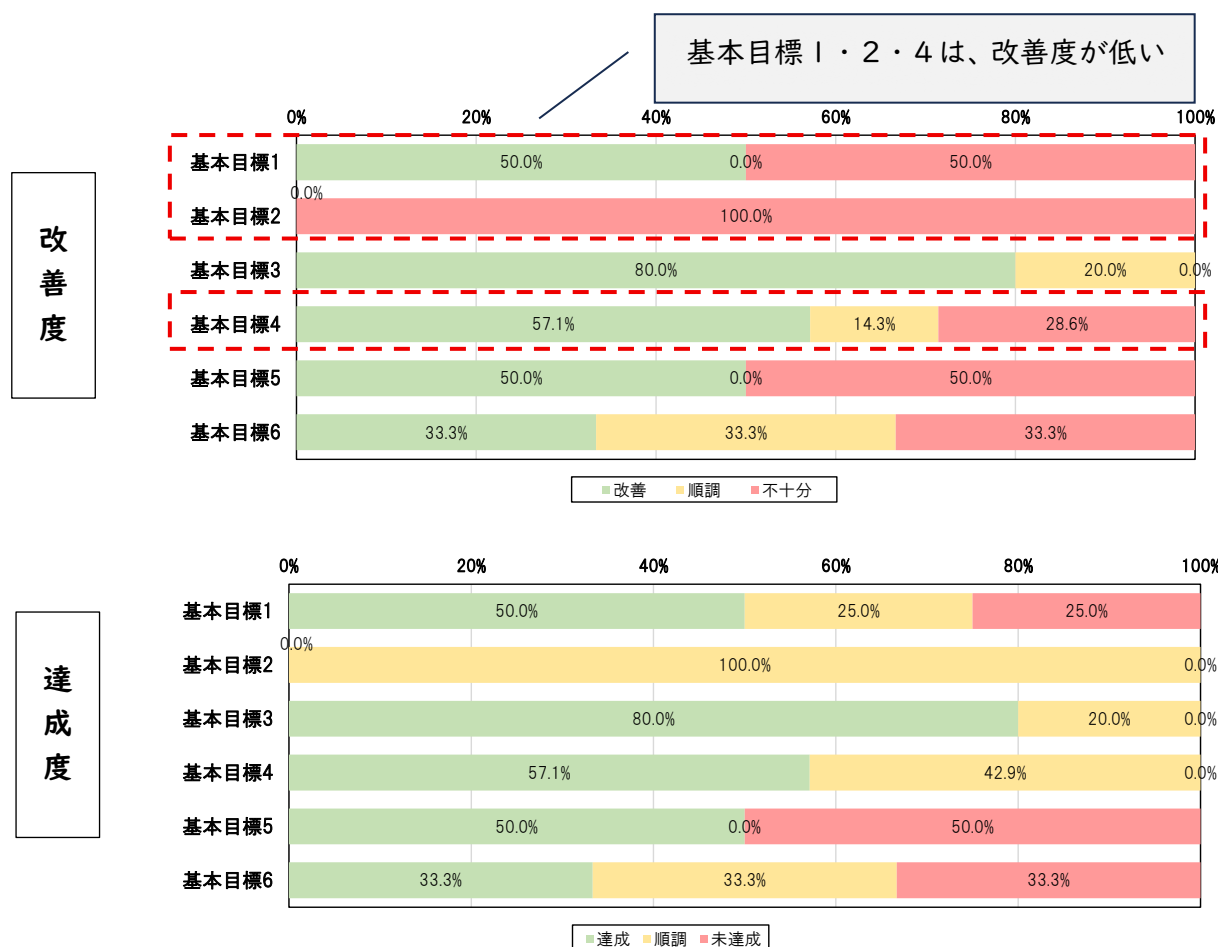 基本目標1・2・4は、改善度が低い
改善度
0% 20% 40% 60% 80% 100%
基本目標1 50.0% 0.0% 50.0%
0.0%
基本目標2 100.0%
基本目標3 80.0% 20.0% 0.0%
基本目標4 57.1% 14.3% 28.6%
基本目標5 50.0% 0.0% 50.0%
基本目標6 33.3% 33.3% 33.3%
改善 順調 不十分
達成度
0% 20% 40% 60% 80% 100%
基本目標1 50.0% 25.0% 25.0%
0.0%
基本目標2 100.0% 0.0%
基本目標3 80.0% 20.0% 0.0%
基本目標4 57.1% 42.9% 0.0%
基本目標5 50.0% 0.0% 50.0%
基本目標6 33.3% 33.3% 33.3%
達成 順調 未達成